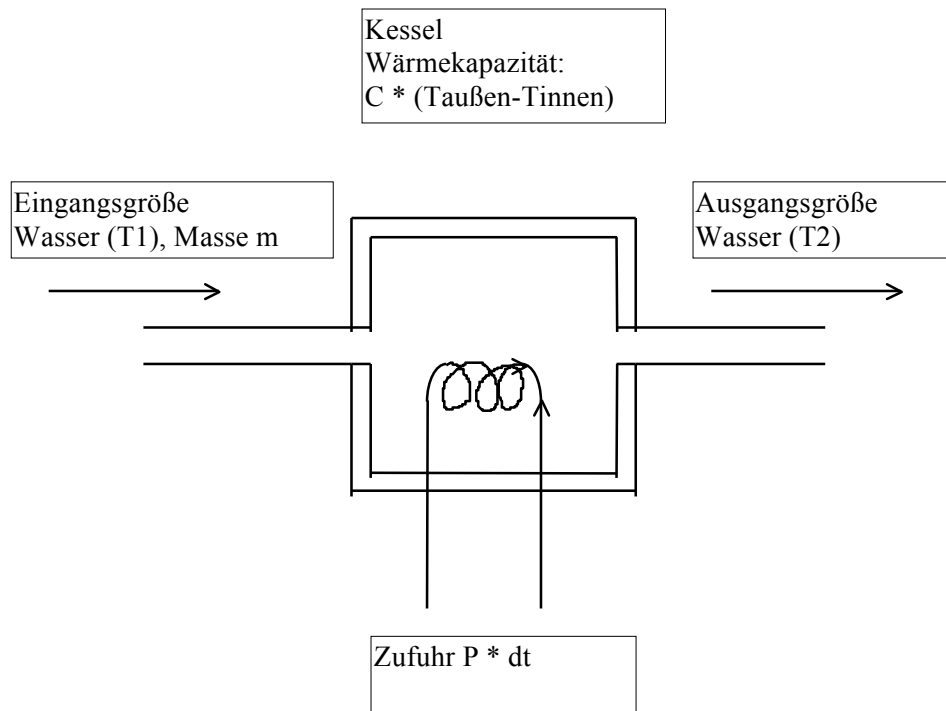 Kessel
Wärmekapazität:
C * (Taußen-Tinnen)
Eingangsgröße
Wasser (T1), Masse m
Ausgangsgröße
Wasser (T2)
Zufuhr P * dt